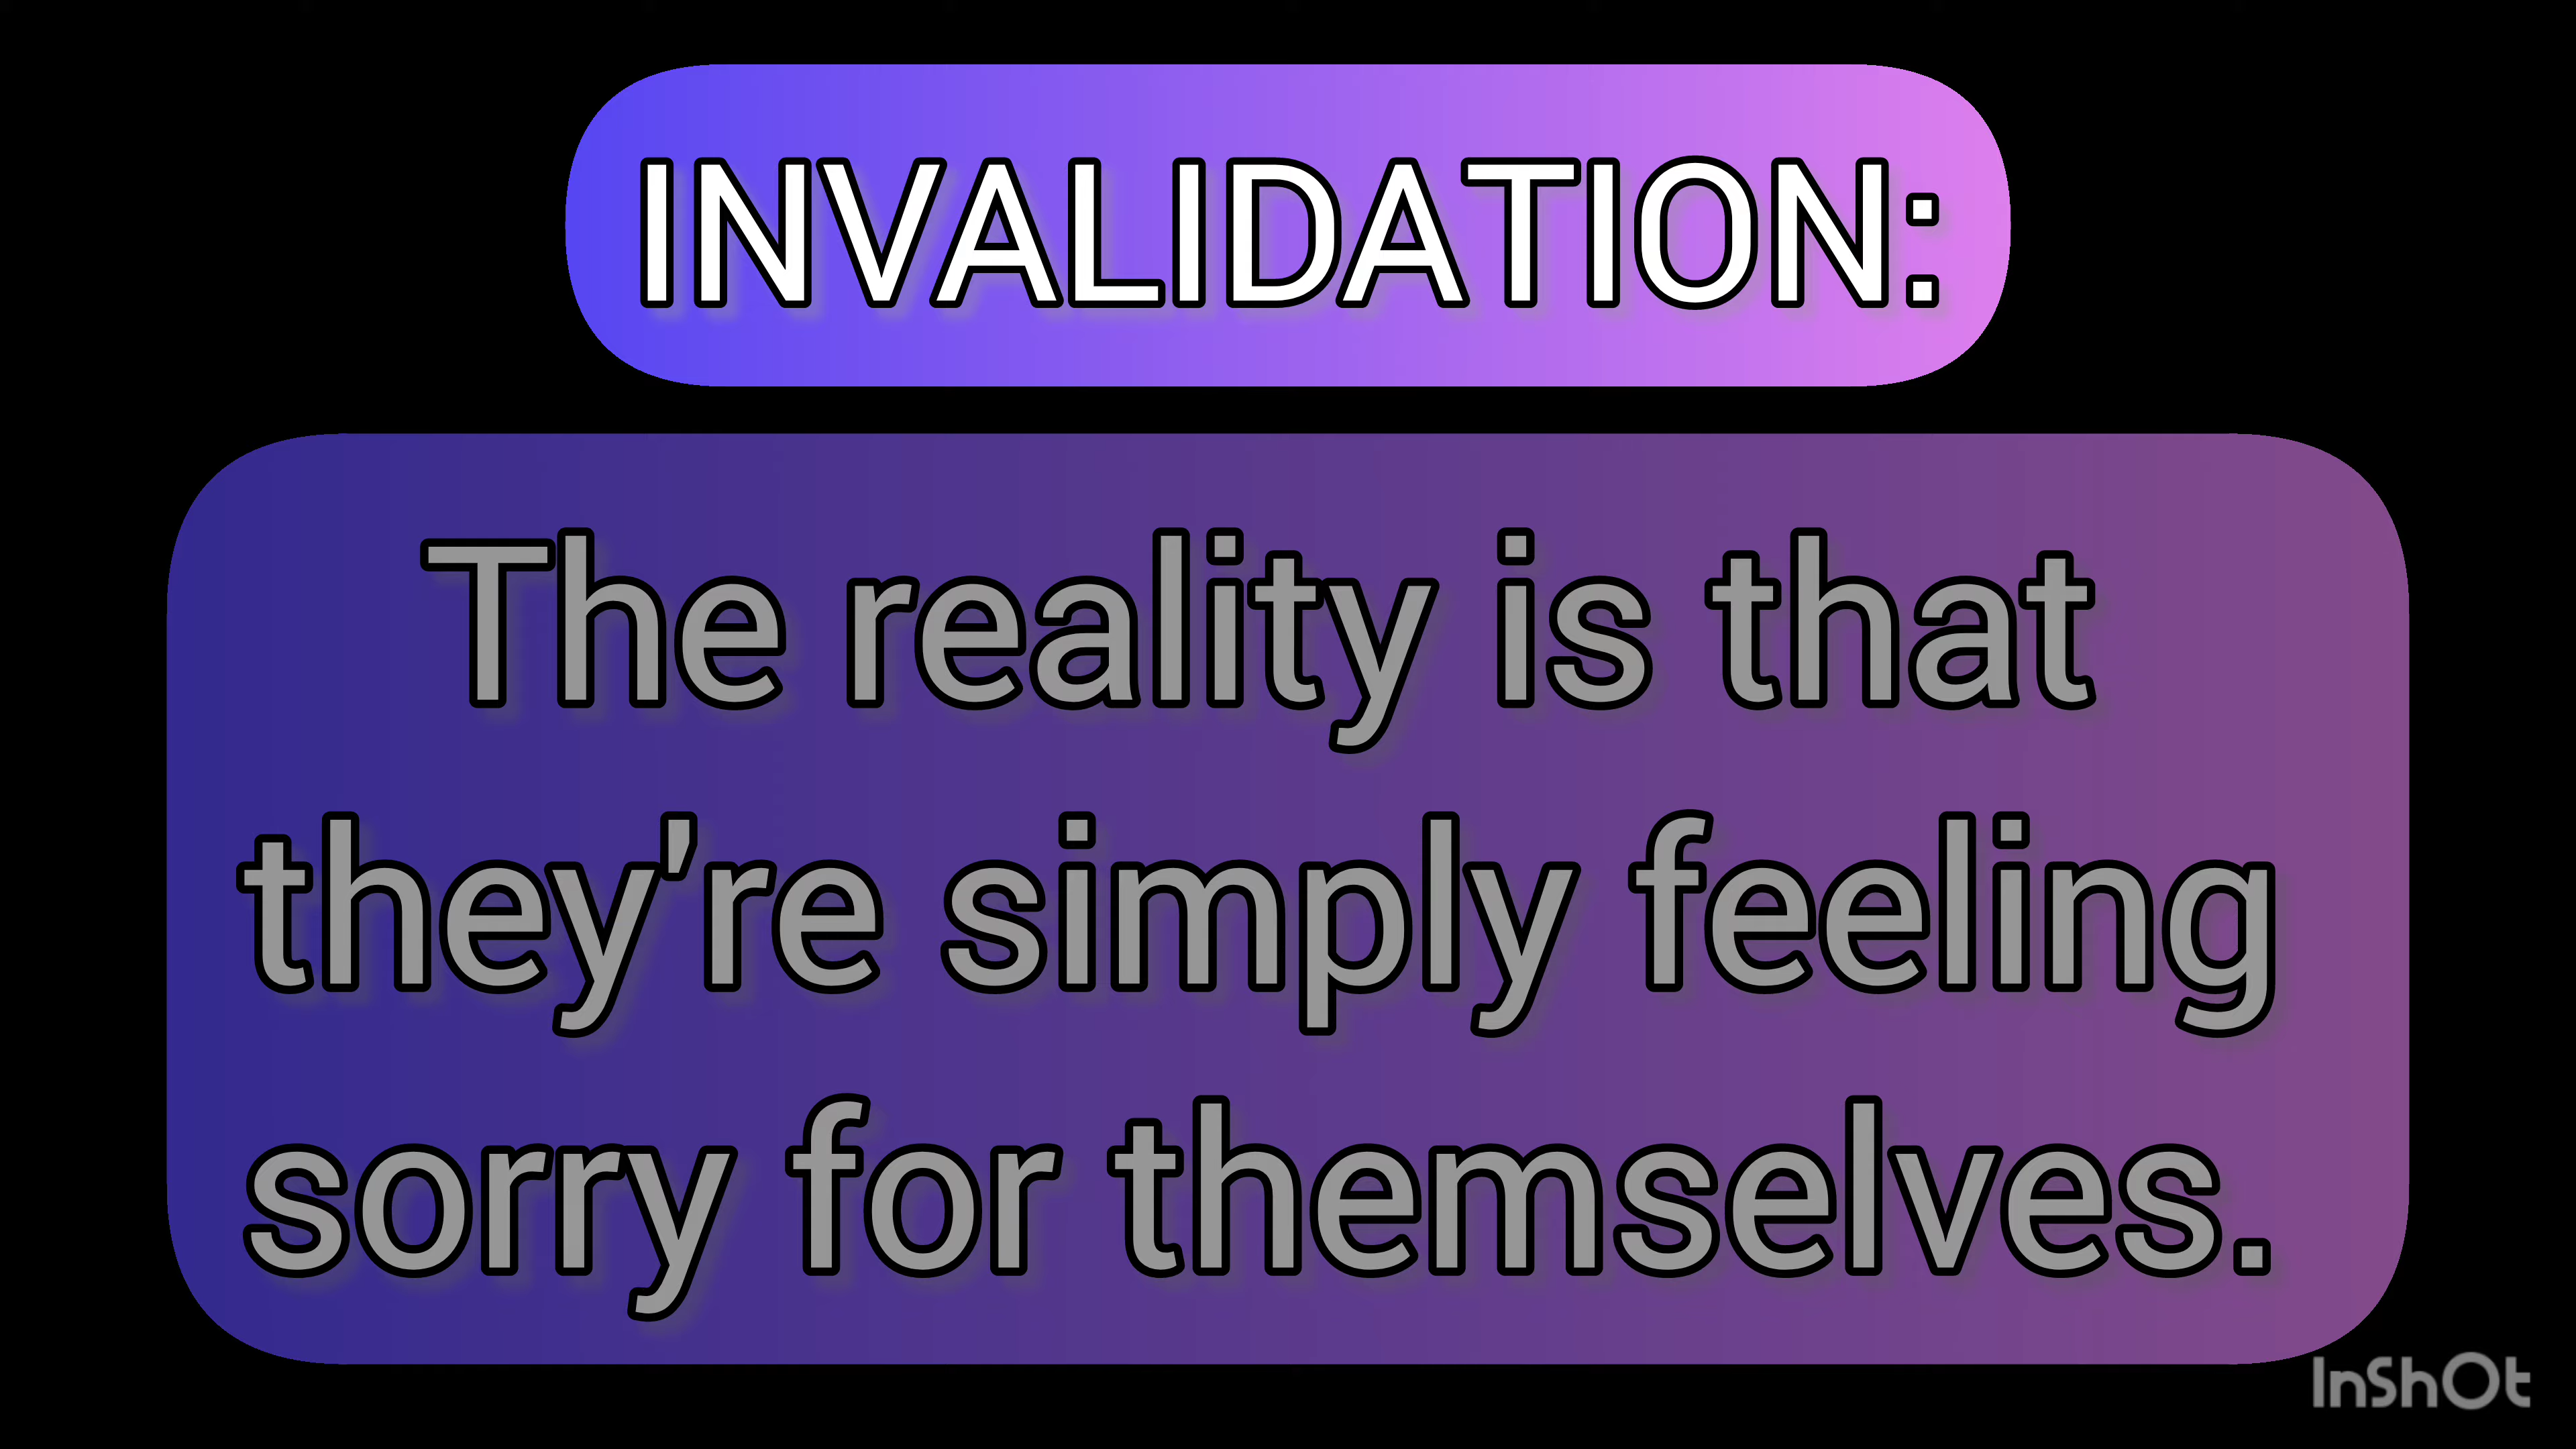 INVALIDATION:
The reality is that
they're simply feeling
sorry for themselves.
InShOt